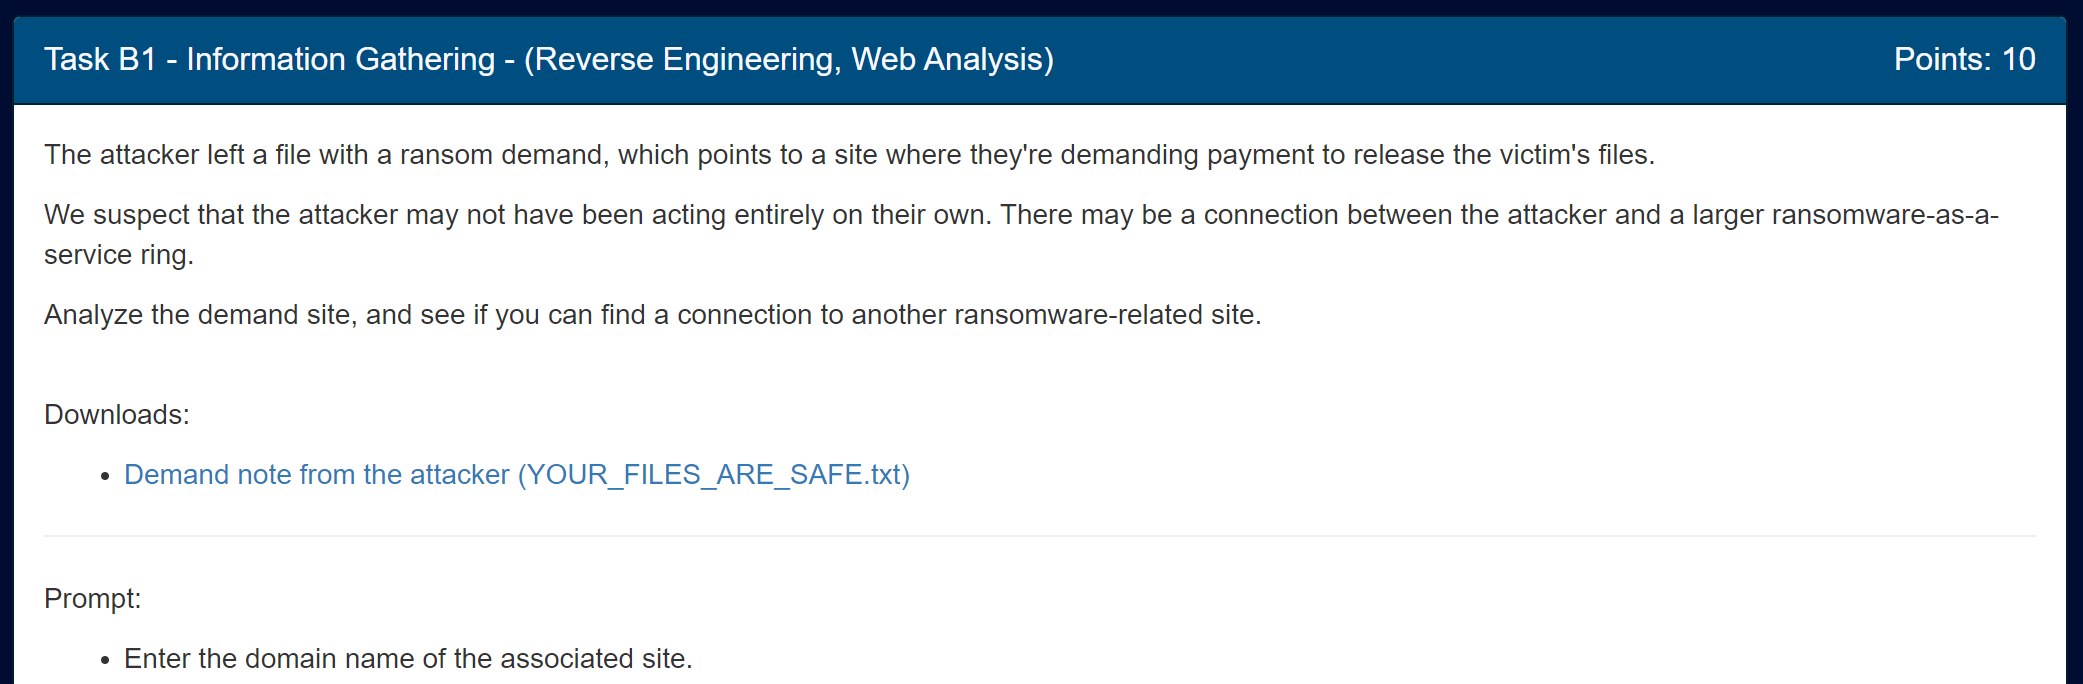 Task B1 - Information Gathering - (Reverse Engineering, Web Analysis)
Points: 10
The attacker left a file with a ransom demand, which points to a site where they're demanding payment to release the victim's files.
We suspect that the attacker may not have been acting entirely on their own. There may be a connection between the attacker and a larger ransomware-as-a-
service ring.
Analyze the demand site, and see if you can find a connection to another ransomware-related site.
Downloads:
• Demand note from the attacker (YOUR_FILES_ARE_SAFE.txt)
Prompt:
• Enter the domain name of the associated site.